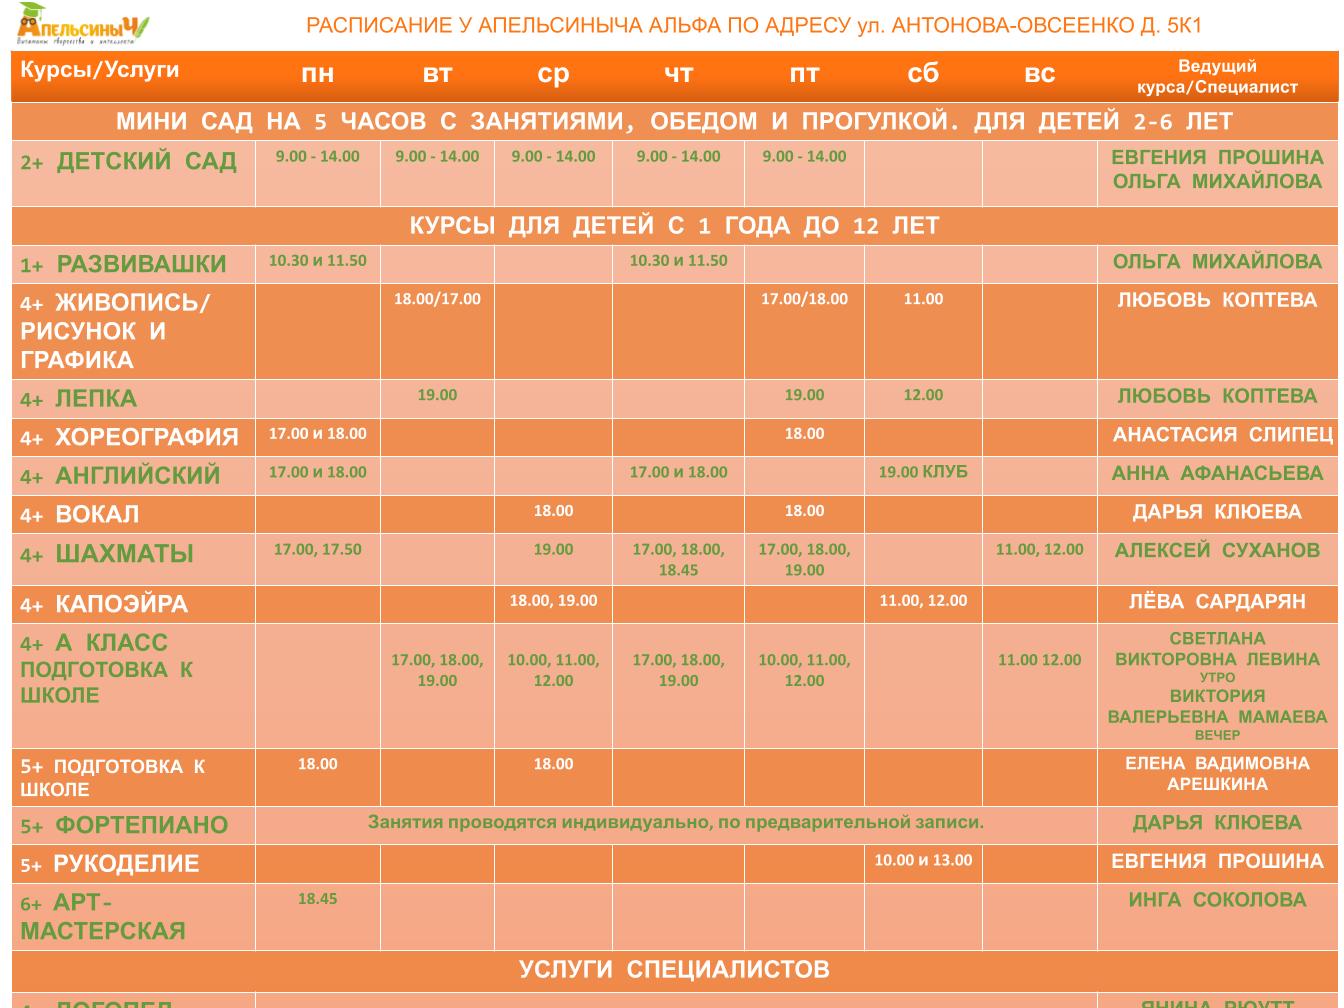 АПЕЛЬСИНЫЧ
Витамины творчества и интеллекта
РАСПИСАНИЕ У АПЕЛЬСИНЫЧА АЛЬФА ПО АДРЕСУ ул. АНТОНОВА-ОВСЕЕНКО Д. 5К1
Курсы/Услуги пн вт ср чт пт сб вс Ведущий
курса/Специалист
МИНИ САД НА 5 ЧАСОВ С ЗАНЯТИЯМИ, ОБЕДОМ И ПРОГУЛКОЙ. ДЛЯ ДЕТЕЙ 2-6 ЛЕТ
2+ ДЕТСКИЙ САД 9.00 - 14.00 9.00 - 14.00 9.00 - 14.00 9.00 - 14.00 9.00 - 14.00 ЕВГЕНИЯ ПРОШИНА
ОЛЬГА МИХАЙЛОВА
КУРСЫ ДЛЯ ДЕТЕЙ С 1 ГОДА ДО 12 ЛЕТ
1+ РАЗВИВАШКИ 10.30 и 11.50 10.30 и 11.50 ОЛЬГА МИХАЙЛОВА
4+ ЖИВОПИСЬ/ 18.00/17.00 17.00/18.00 11.00 ЛЮБОВЬ КОПТЕВА
РИСУНОК И
ГРАФИКА
4+ ЛЕПКА 19.00 19.00 12.00 ЛЮБОВЬ КОПТЕВА
4+ ХОРЕОГРАФИЯ 17.00 и 18.00 18.00 АНАСТАСИЯ СЛИПЕЦ
4+ АНГЛИЙСКИЙ 17.00 и 18.00 17.00 и 18.00 19.00 КЛУБ АННА АФАНАСЬЕВА
4+ ВОКАЛ 18.00 18.00 ДАРЬЯ КЛЮЕВА
4+ ШАХМАТЫ 17.00, 17.50 19.00 17.00, 18.00, 17.00, 18.00, 11.00, 12.00 АЛЕКСЕЙ СУХАНОВ
18.45 19.00
4+ КАПОЭЙРА 18.00, 19.00 11.00, 12.00 ЛЁВА САРДАРЯН
4+ А КЛАСС СВЕТЛАНА
ПОДГОТОВКА К 17.00, 18.00, 10.00, 11.00, 17.00, 18.00, 10.00, 11.00, 11.00 12.00 ВИКТОРОВНА ЛЕВИНА
ШКОЛЕ 19.00 12.00 19.00 12.00 УТРО
ВИКТОРИЯ
ВАЛЕРЬЕВНА МАМАЕВА
ВЕЧЕР
5+ ПОДГОТОВКА К 18.00 18.00 ЕЛЕНА ВАДИМОВНА
ШКОЛЕ АРЕШКИНА
5+ ФОРТЕПИАНО Занятия проводятся индивидуально, по предварительной записи. ДАРЬЯ КЛЮЕВА
5+ РУКОДЕЛИЕ 10.00 и 13.00 ЕВГЕНИЯ ПРОШИНА
6+ АРТ- 18.45 ИНГА СОКОЛОВА
МАСТЕРСКАЯ
УСЛУГИ СПЕЦИАЛИСТОВ
ЛОГОПЕД ЯНИНА РЮУТТ